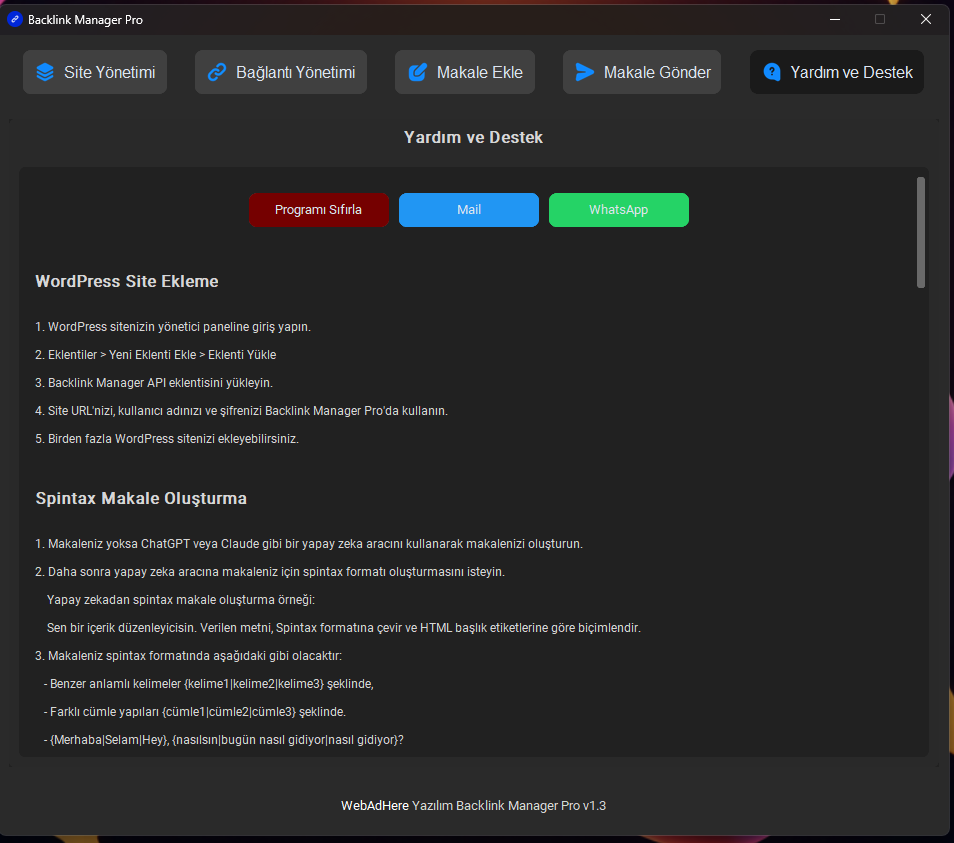 Backlink Manager Pro
Site Yönetimi
Bağlantı Yönetimi
Makale Ekle
Makale Gönder
Yardım ve Destek
Yardım ve Destek
Programı Sıfırla
Mail
WhatsApp
WordPress Site Ekleme
1. WordPress sitenizin yönetici paneline giriş yapın.
2. Eklentiler > Yeni Eklenti Ekle > Eklenti Yükle
3. Backlink Manager API eklentisini yükleyin.
4. Site URL'nizi, kullanıcı adınızı ve şifrenizi Backlink Manager Pro'da kullanın.
5. Birden fazla WordPress sitenizi ekleyebilirsiniz.
Spintax Makale Oluşturma
1. Makaleniz yoksa ChatGPT veya Claude gibi bir yapay zeka aracını kullanarak makalenizi oluşturun.
2. Daha sonra yapay zeka aracına makaleniz için spintax formatı oluşturmasını isteyin.
Yapay zekadan spintax makale oluşturma örneği:
Sen bir içerik düzenleyicisin. Verilen metni, Spintax formatına çevir ve HTML başlık etiketlerine göre biçimlendir.
3. Makaleniz spintax formatında aşağıdaki gibi olacaktır:
- Benzer anlamlı kelimeler {kelime1|kelime2|kelime3} şeklinde,
- Farklı cümle yapıları {cümle1|cümle2|cümle3} şeklinde.
- {Merhaba|Selam|Hey}, {nasılsın|bugün nasıl gidiyor|nasıl gidiyor}?
WebAdHere Yazılım Backlink Manager Pro v1.3